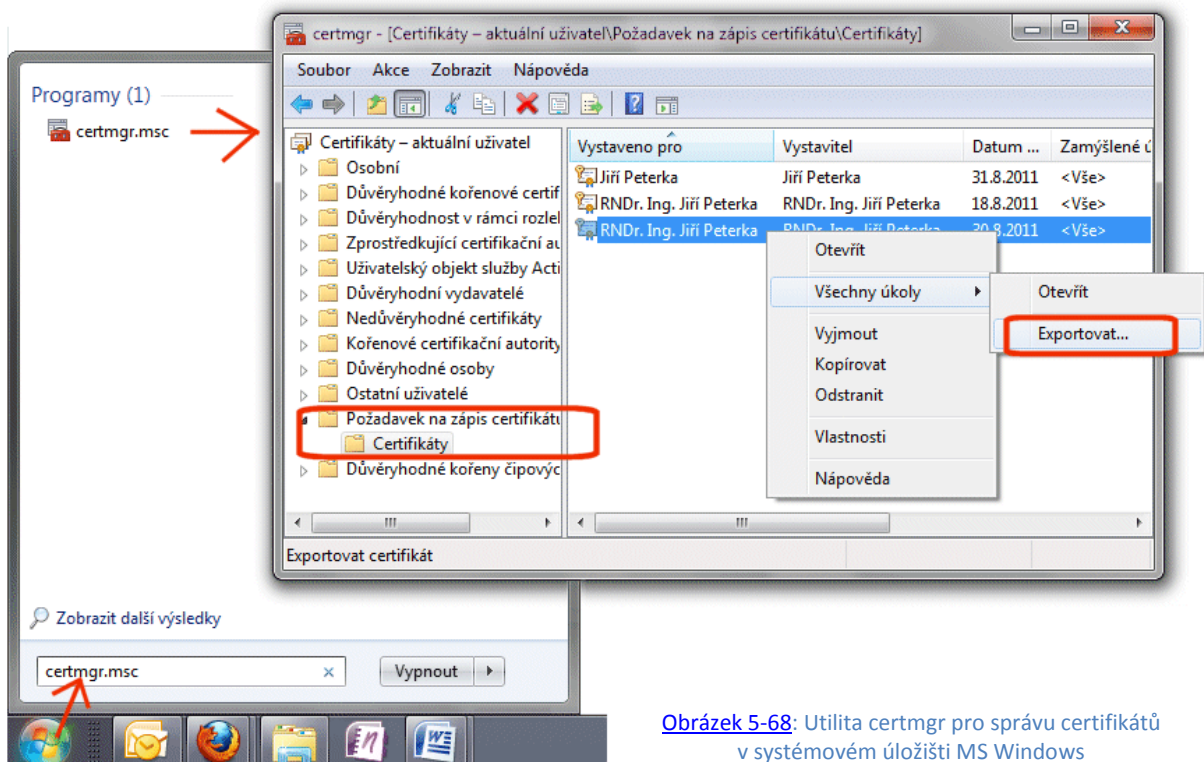 certmgr - [Certifikáty – aktuální uživatel\Požadavek na zápis certifikátu\Certifikáty]
Soubor Akce Zobrazit Nápověda
Programy (1)
certmgr.msc
Certifikáty – aktuální uživatel
Osobní
Důvěryhodné kořenové certif
Důvěryhodnost v rámci rozle
Zprostředkující certifikační au
Uživatelský objekt služby Acti
Důvěryhodní vydavatelé
Nedůvěryhodné certifikáty
Kořenové certifikační autority
Důvěryhodné osoby
Ostatní uživatelé
Požadavek na zápis certifikátu
Certifikáty
Důvěryhodné kořeny čipovýc
Vystaveno pro Vystavitel Datum ... Zamýšlené ú
Jiří Peterka Jiří Peterka 31.8.2011 <Vše>
RNDr. Ing. Jiří Peterka RNDr. Ing. Jiří Peterka 18.8.2011 <Vše>
RNDr. Ing. Jiří Peterka RNDr. Ing. Jiří Peterka 30.8.2011 <Vše>
Otevřít
Všechny úkoly
Vyjmout
Kopírovat
Odstranit
Vlastnosti
Nápověda
Otevřít
Exportovat...
Exportovat certifikát
Zobrazit další výsledky
certmgr.msc
Vypnout
Obrázek 5-68: Utilita certmgr pro správu certifikátů
v systémovém úložišti MS Windows